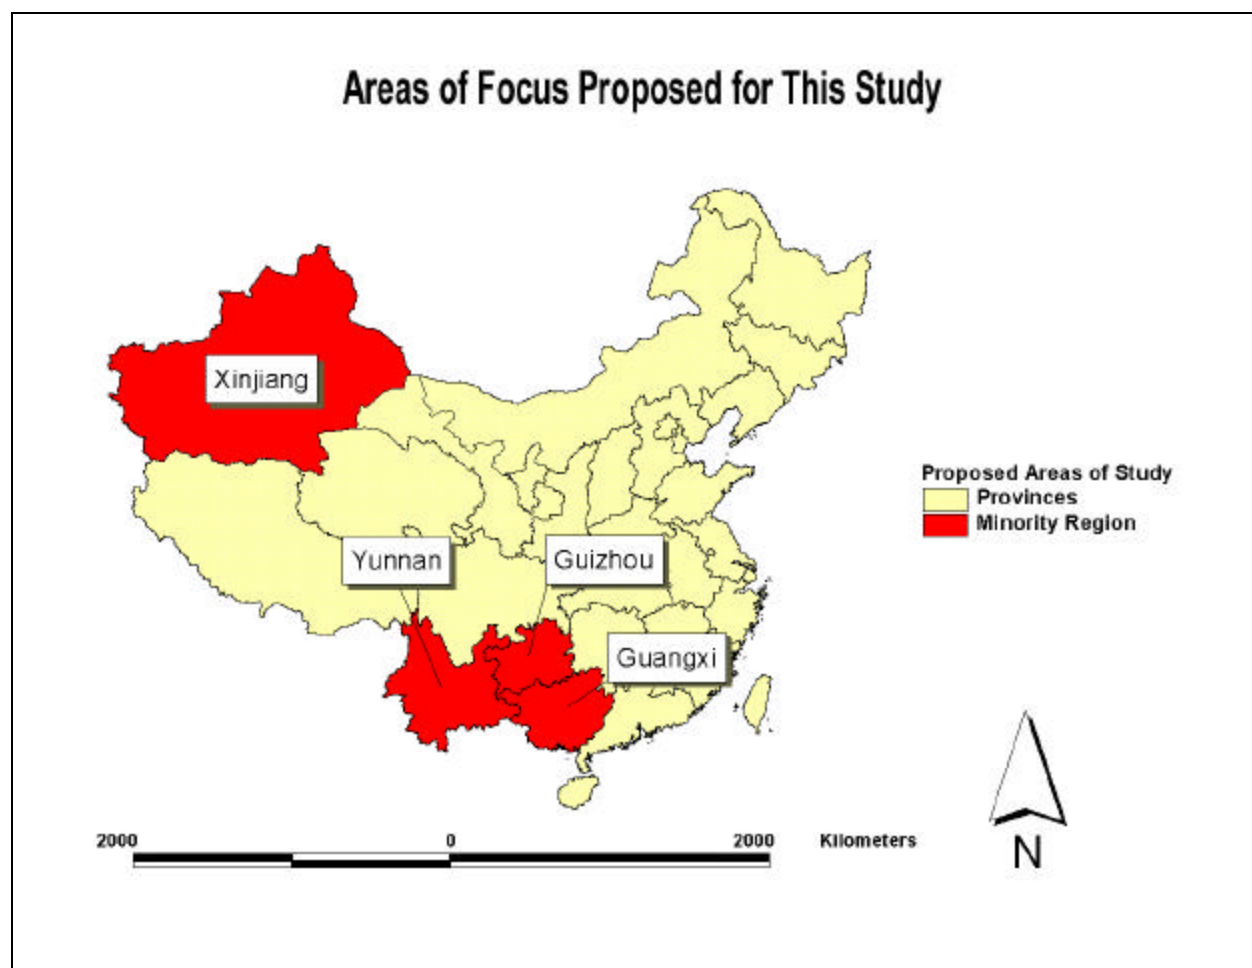 Areas of Focus Proposed for This Study
Xinjiang
Yunnan
Guizhou
Guangxi
Proposed Areas of Study
Provinces
Minority Region
2000 0 2000 Kilometers
N